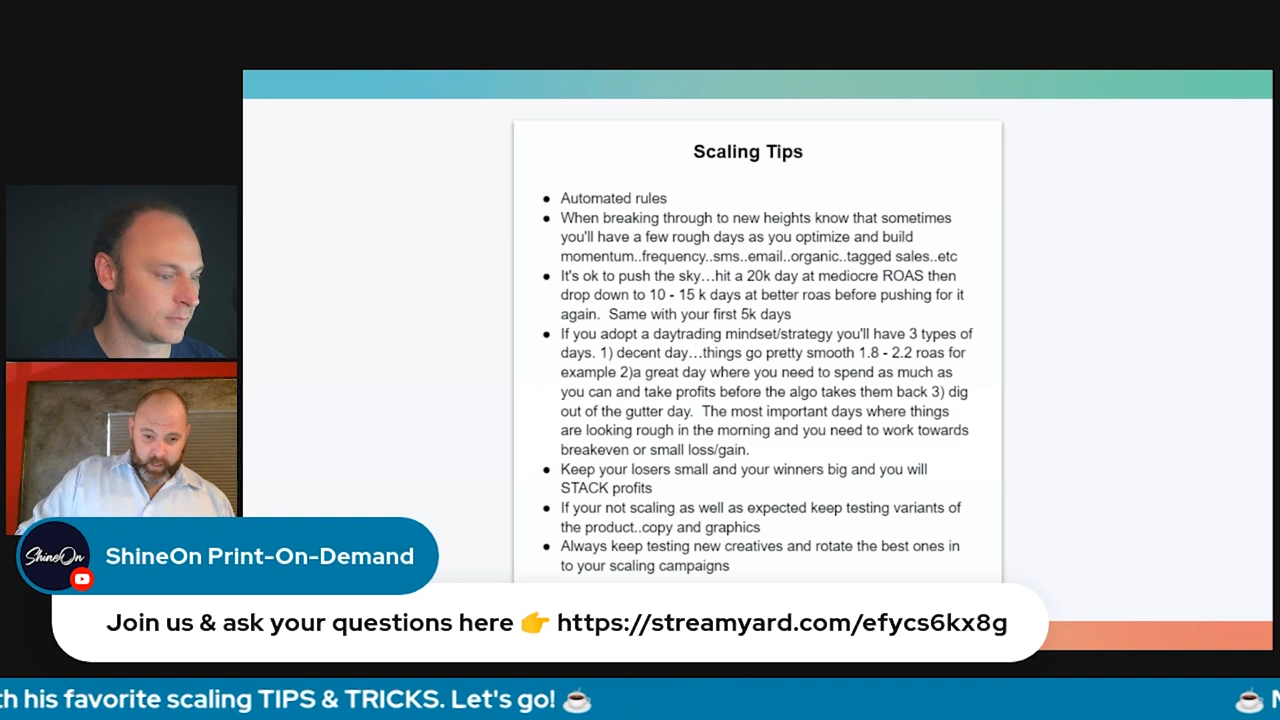 Scaling Tips
● Automated rules
● When breaking through to new heights know that sometimes
you'll have a few rough days as you optimize and build
momentum..frequency..sms..email..organic..tagged sales..etc
● It's ok to push the sky…hit a 20k day at mediocre ROAS then
drop down to 10 - 15 k days at better roas before pushing for it
again. Same with your first 5k days
● If you adopt a daytrading mindset/strategy you'll have 3 types of
days. 1) decent day…things go pretty smooth 1.8 - 2.2 roas for
example 2)a great day where you need to spend as much as
you can and take profits before the algo takes them back 3) dig
out of the gutter day. The most important days where things
are looking rough in the morning and you need to work towards
breakeven or small loss/gain.
● Keep your losers small and your winners big and you will
STACK profits
● If your not scaling as well as expected keep testing variants of
the product..copy and graphics
● Always keep testing new creatives and rotate the best ones in
to your scaling campaigns
ShineOn
ShineOn Print-On-Demand
Join us & ask your questions here 👉 https://streamyard.com/efycs6kx8g
th his favorite scaling TIPS & TRICKS. Let's go! ☕ ☕